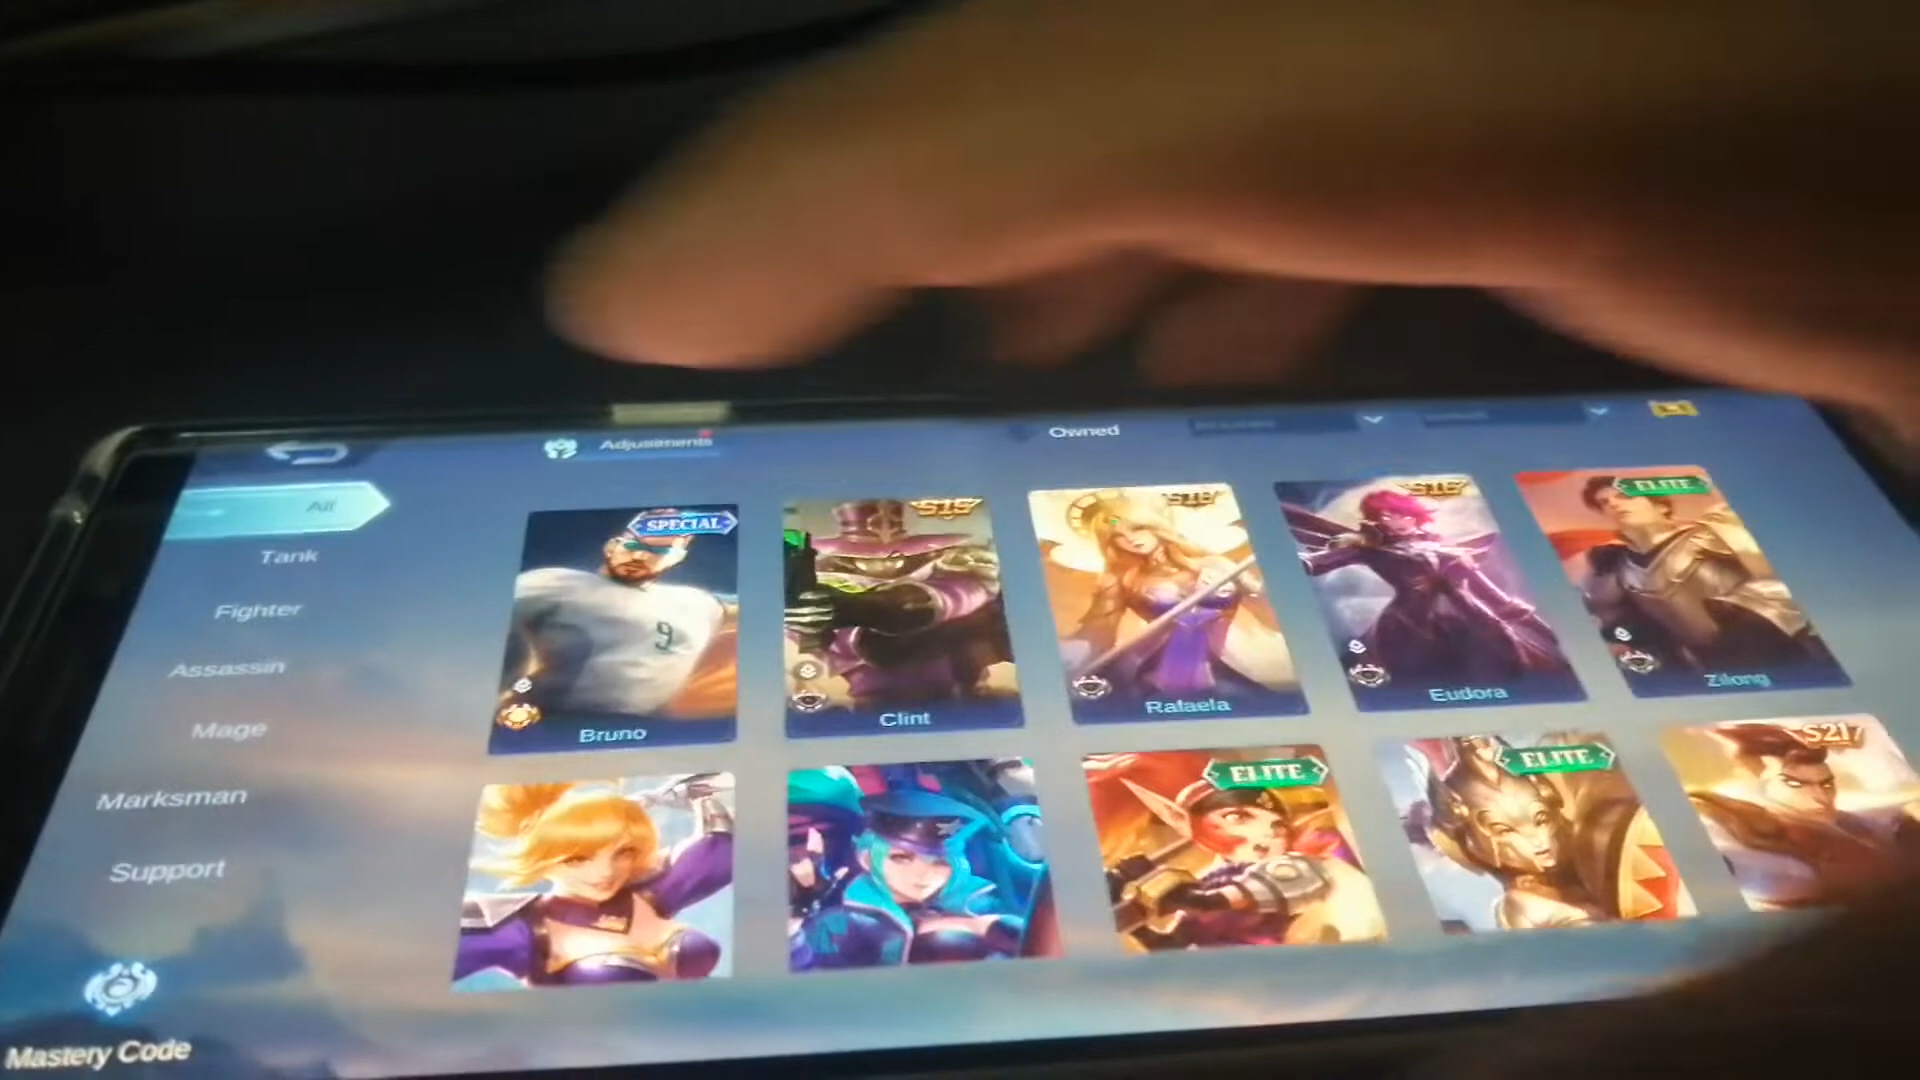 Adjustments
Owned
All
Tank
Fighter
Assassin
Mage
Marksman
Support
Mastery Code
SPECIAL
9
Bruno
S15
Clint
Rafaela
S16
Eudora
ELITE
Zilong
ELITE
ELITE
S21